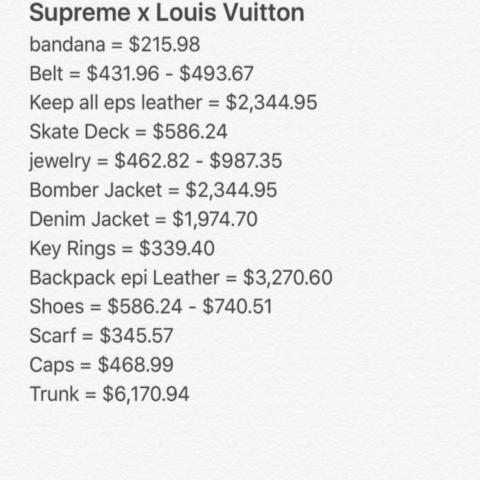 Supreme x Louis Vuitton
bandana = $215.98
Belt = $431.96 - $493.67
Keep all eps leather = $2,344.95
Skate Deck = $586.24
jewelry = $462.82 - $987.35
Bomber Jacket = $2,344.95
Denim Jacket = $1,974.70
Key Rings = $339.40
Backpack epi Leather = $3,270.60
Shoes = $586.24 - $740.51
Scarf = $345.57
Caps = $468.99
Trunk = $6,170.94